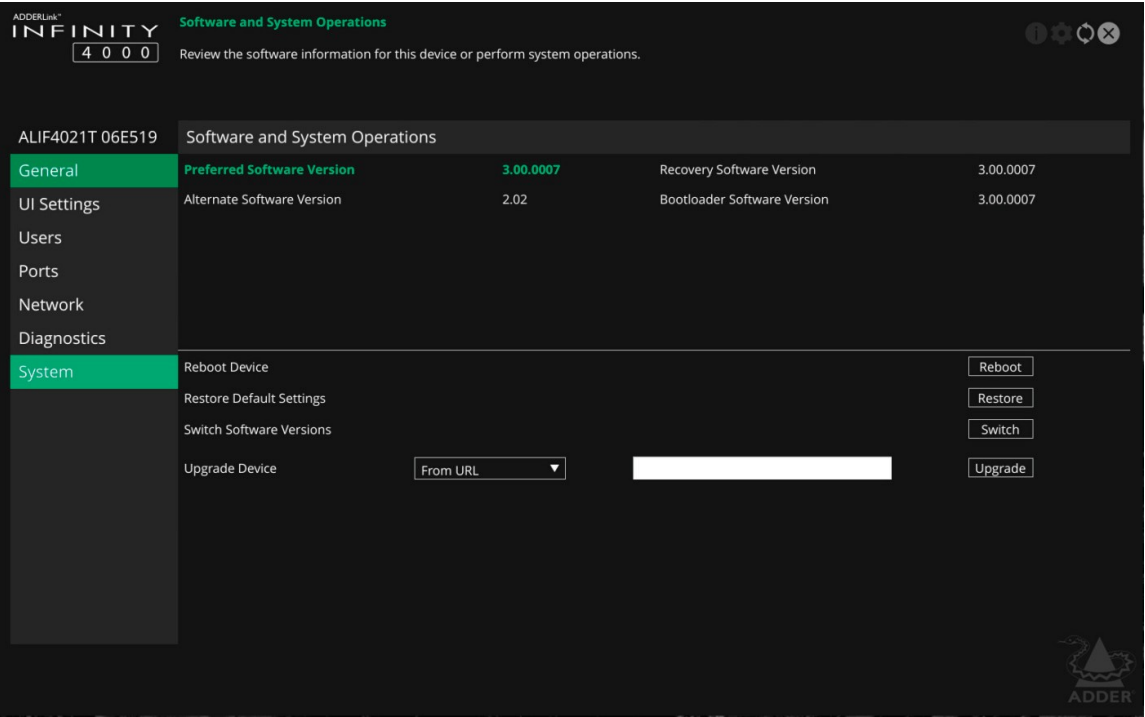 ADDERLink™
INFINITY
4000
Software and System Operations
Review the software information for this device or perform system operations.
ALIF4021T 06E519
General
UI Settings
Users
Ports
Network
Diagnostics
System
Software and System Operations
Preferred Software Version 3.00.0007 Recovery Software Version 3.00.0007
Alternate Software Version 2.02 Bootloader Software Version 3.00.0007
Reboot Device Reboot
Restore Default Settings Restore
Switch Software Versions Switch
Upgrade Device From URL Upgrade
ADDER